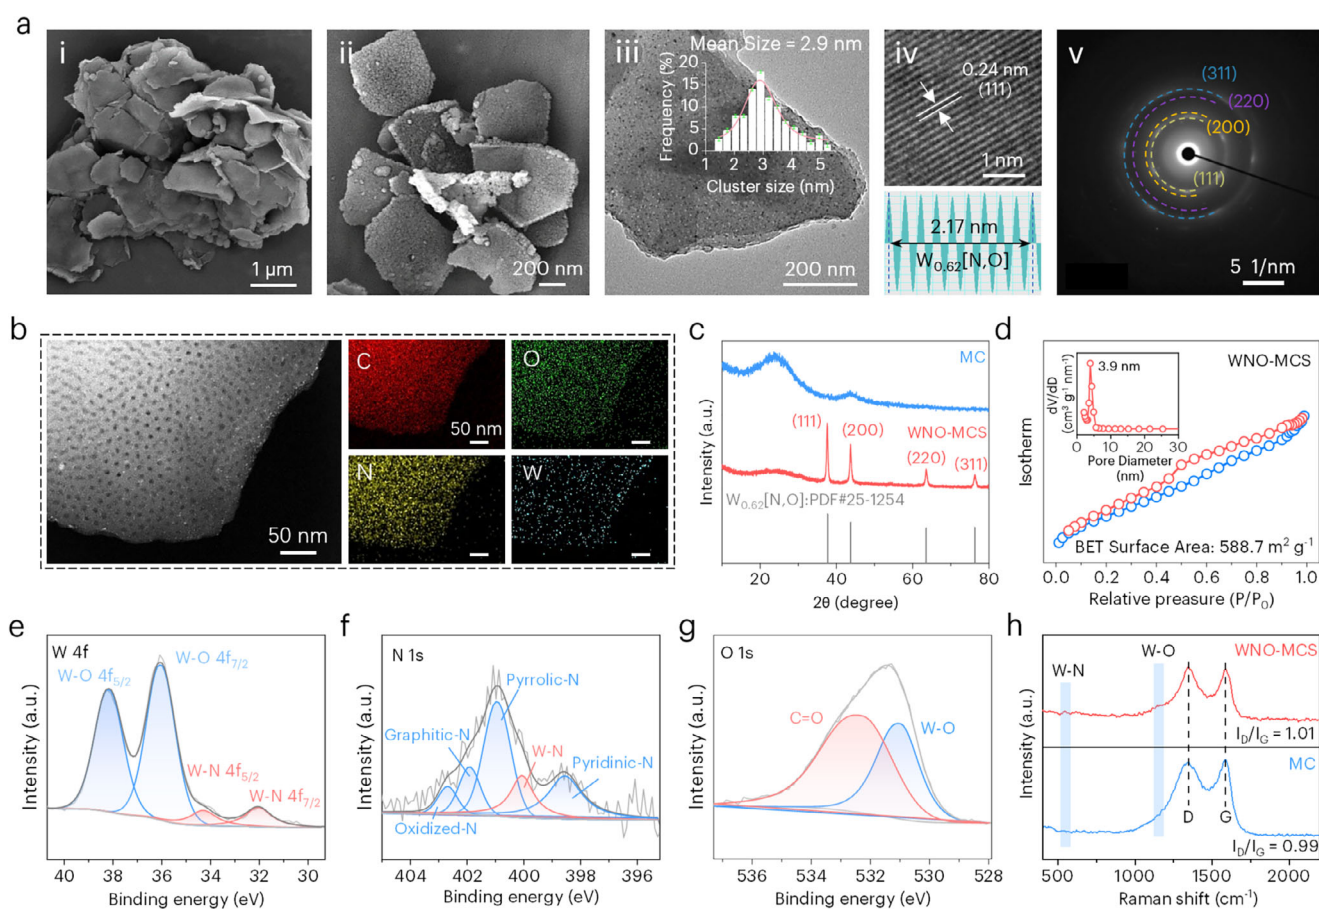 a
i
1 μm
ii
200 nm
iii
Mean Size = 2.9 nm
Frequency (%)
20
15
10
5
0
1 2 3 4 5
Cluster size (nm)
200 nm
iv
0.24 nm
(111)
1 nm
2.17 nm
W0.62[N,O]
v
(311)
(220)
(200)
(111)
5 1/nm
b
50 nm
C
50 nm
O
N
W
c
MC
(111)
(200)
WNO-MCS
(220)
(311)
W0.62[N,O]:PDF#25-1254
Intensity (a.u.)
20 40 60 80
2θ (degree)
d
WNO-MCS
dV/dD
(cm3 g-1 nm-1)
3.9 nm
0 10 20 30
Pore Diameter
(nm)
Isotherm
BET Surface Area: 588.7 m2 g-1
0.0 0.2 0.4 0.6 0.8 1.0
Relative preasure (P/P0)
e
W 4f
W-O 4f7/2
W-O 4f5/2
W-N 4f5/2
W-N 4f7/2
Intensity (a.u.)
40 38 36 34 32 30
Binding energy (eV)
f
N 1s
Pyrrolic-N
Graphitic-N
W-N
Pyridinic-N
Oxidized-N
Intensity (a.u.)
404 402 400 398 396
Binding energy (eV)
g
O 1s
C=O
W-O
Intensity (a.u.)
536 534 532 530 528
Binding energy (eV)
h
W-O
WNO-MCS
W-N
ID/IG = 1.01
MC
D
G
ID/IG = 0.99
Intensity (a.u.)
500 1000 1500 2000
Raman shift (cm-1)